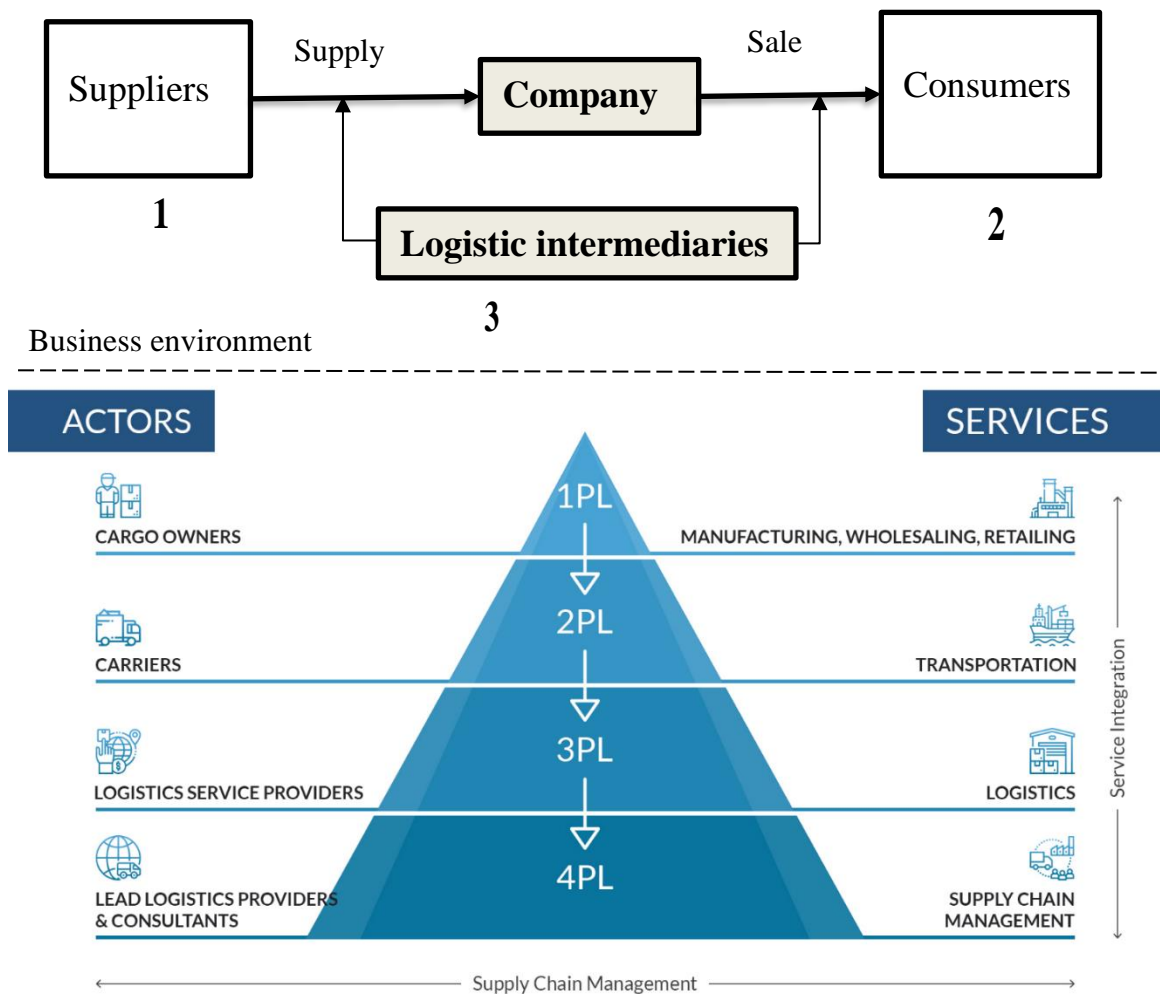 Supply
Sale
Suppliers
Company
Consumers
1
Logistic intermediaries
2
3
Business environment
ACTORS
SERVICES
1PL
CARGO OWNERS
MANUFACTURING, WHOLESALING, RETAILING
2PL
CARRIERS
TRANSPORTATION
3PL
LOGISTICS SERVICE PROVIDERS
LOGISTICS
4PL
LEAD LOGISTICS PROVIDERS
& CONSULTANTS
SUPPLY CHAIN
MANAGEMENT
Service Integration
Supply Chain Management